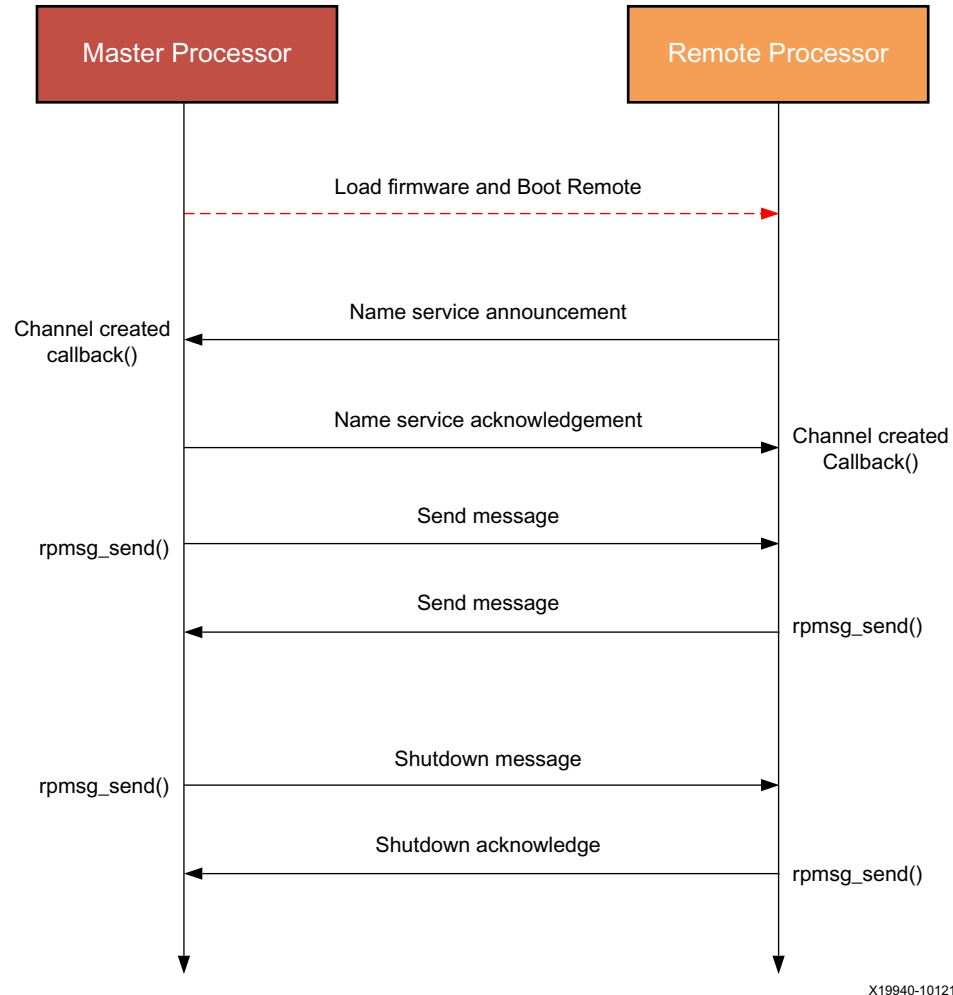 Master Processor
Remote Processor
Load firmware and Boot Remote
Name service announcement
Channel created
callback()
Name service acknowledgement
Channel created
Callback()
Send message
rpmsg_send()
Send message
rpmsg_send()
Shutdown message
rpmsg_send()
Shutdown acknowledge
rpmsg_send()
X19940-10121